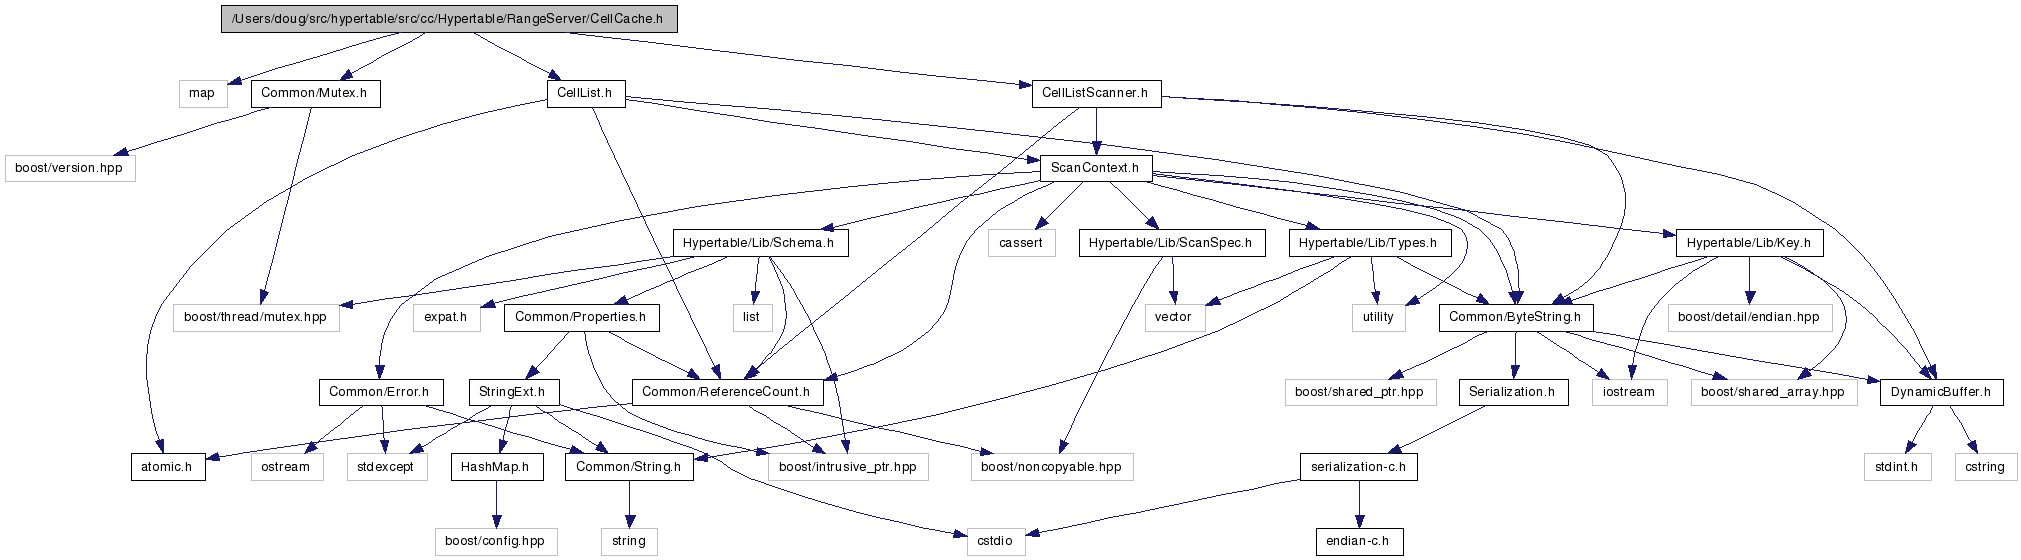 /Users/doug/src/hypertable/src/cc/Hypertable/RangeServer/CellCache.h
map
Common/Mutex.h
CellList.h
CellListScanner.h
boost/version.hpp
ScanContext.h
Hypertable/Lib/Schema.h
cassert
Hypertable/Lib/ScanSpec.h
Hypertable/Lib/Types.h
Hypertable/Lib/Key.h
boost/thread/mutex.hpp
expat.h
Common/Properties.h
list
vector
utility
Common/ByteString.h
boost/detail/endian.hpp
Common/Error.h
StringExt.h
Common/ReferenceCount.h
boost/shared_ptr.hpp
Serialization.h
iostream
boost/shared_array.hpp
DynamicBuffer.h
atomic.h
ostream
stdexcept
HashMap.h
Common/String.h
boost/intrusive_ptr.hpp
boost/noncopyable.hpp
serialization-c.h
stdint.h
cstring
boost/config.hpp
string
cstdio
endian-c.h